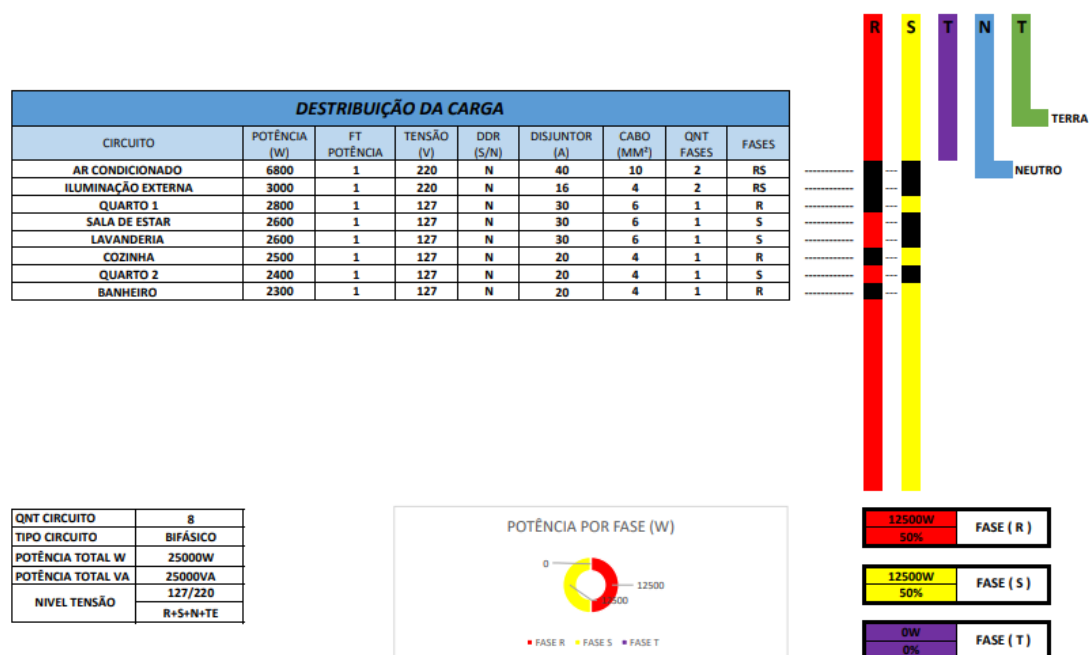 R S T N T
TERRA
NEUTRO
DESTRIBUIÇÃO DA CARGA
CIRCUITO POTÊNCIA (W) FT POTÊNCIA TENSÃO (V) DDR (S/N) DISJUNTOR (A) CABO (MM²) QNT FASES FASES
AR CONDICIONADO 6800 1 220 N 40 10 2 RS
ILUMINAÇÃO EXTERNA 3000 1 220 N 16 4 2 RS
QUARTO 1 2800 1 127 N 30 6 1 R
SALA DE ESTAR 2600 1 127 N 30 6 1 S
LAVANDERIA 2600 1 127 N 30 6 1 S
COZINHA 2500 1 127 N 20 4 1 R
QUARTO 2 2400 1 127 N 20 4 1 S
BANHEIRO 2300 1 127 N 20 4 1 R
QNT CIRCUITO 8
TIPO CIRCUITO BIFÁSICO
POTÊNCIA TOTAL W 25000W
POTÊNCIA TOTAL VA 25000VA
NIVEL TENSÃO 127/220
R+S+N+TE
POTÊNCIA POR FASE (W)
0
12500
12500
FASE R FASE S FASE T
12500W
50%
FASE ( R )
12500W
50%
FASE ( S )
0W
0%
FASE ( T )